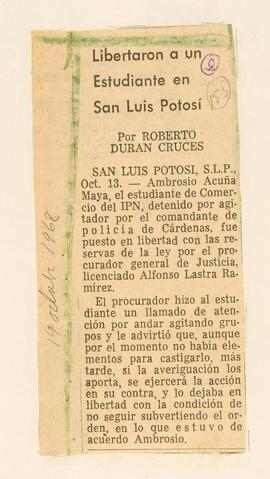 Libertaron a un
Estudiante en
San Luis Potosí
Por ROBERTO
DURAN CRUCES
SAN LUIS POTOSI, S.L.P.,
Oct. 13. — Ambrosio Acuña
Maya, el estudiante de Comer-
cio del IPN, detenido por agi-
tador por el comandante de
policía de Cárdenas, fue
puesto en libertad con las re-
servas de la ley por el procu-
rador general de Justicia,
licenciado Alfonso Lastra Ra-
mírez.
El procurador hizo al estu-
diante un llamado de aten-
ción por andar agitando gru-
pos y le advirtió que, aunque
por el momento no había ele-
mentos para castigarlo, más
tarde, si la averiguación los
aporta, se ejercerá la acción
en su contra, y lo dejaba en
libertad con la condición de
no seguir subvertiendo el or-
den, en lo que estuvo de
acuerdo Ambrosio.
153
octubre 1968